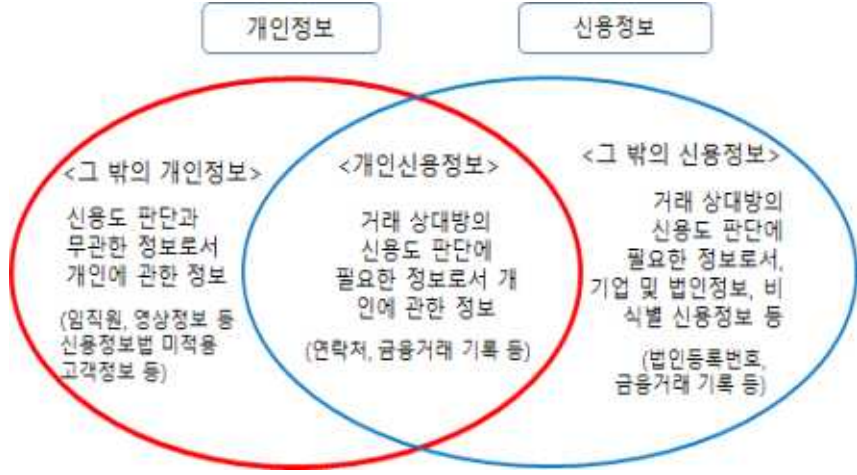 개인정보
신용정보
<그 밖의 개인정보>
신용도 판단과
무관한 정보로서
개인에 관한 정보
(임직원, 영상정보 등
신용정보법 미적용
고객정보 등)
<개인신용정보>
거래 상대방의
신용도 판단에
필요한 정보로서 개
인에 관한 정보
(연락처, 금융거래 기록 등)
<그 밖의 신용정보>
거래 상대방의
신용도 판단에
필요한 정보로서,
기업 및 법인정보, 비
식별 신용정보 등
(법인등록번호,
금융거래 기록 등)